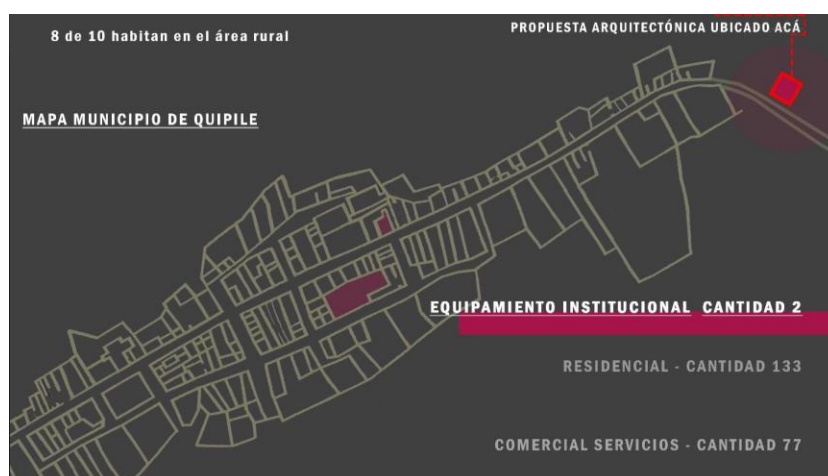 8 de 10 habitan en el área rural
PROPUESTA ARQUITECTÓNICA UBICADO ACÁ
MAPA MUNICIPIO DE QUIPILE
EQUIPAMIENTO INSTITUCIONAL CANTIDAD 2
RESIDENCIAL - CANTIDAD 133
COMERCIAL SERVICIOS - CANTIDAD 77